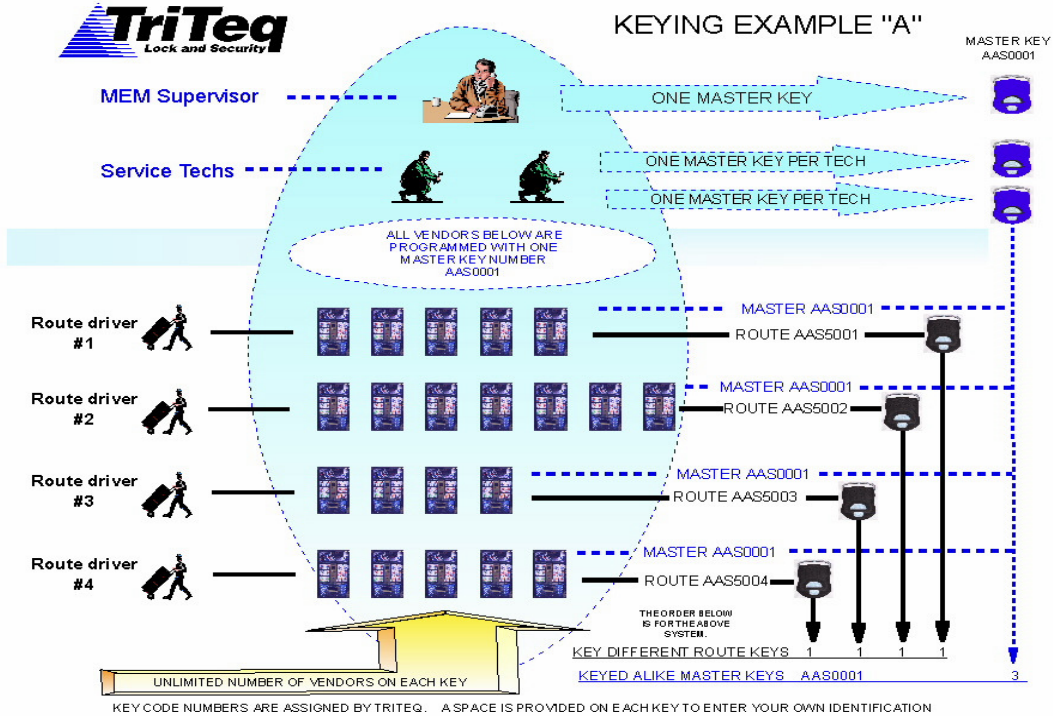 TriTeq
Lock and Security
KEYING EXAMPLE "A"
MASTER KEY
AAS0001
MEM Supervisor
ONE MASTER KEY
Service Techs
ONE MASTER KEY PER TECH
ONE MASTER KEY PER TECH
ALL VENDORS BELOW ARE
PROGRAMMED WITH ONE
MASTER KEY NUMBER
AAS0001
Route driver
#1
MASTER AAS0001
ROUTE AAS5001
Route driver
#2
MASTER AAS0001
ROUTE AAS5002
Route driver
#3
MASTER AAS0001
ROUTE AAS5003
Route driver
#4
MASTER AAS0001
ROUTE AAS5004
THE ORDER BELOW
IS FOR THE ABOVE
SYSTEM.
KEY DIFFERENT ROUTE KEYS 1 1 1 1
KEYED ALIKE MASTER KEYS AAS0001 3
UNLIMITED NUMBER OF VENDORS ON EACH KEY
KEY CODE NUMBERS ARE ASSIGNED BY TRITEQ. A SPACE IS PROVIDED ON EACH KEY TO ENTER YOUR OWN IDENTIFICATION